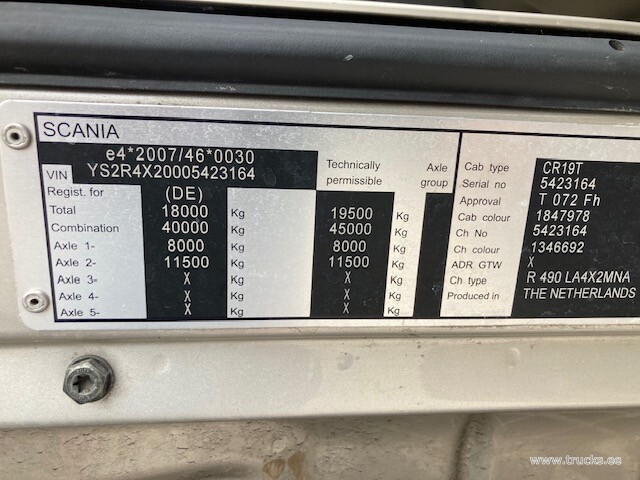 SCANIA
e4*2007/46*0030
VIN YS2R4X20005423164
Technically permissible
Axle group
Regist. for (DE)
Total 18000 Kg 19500 Kg
Combination 40000 Kg 45000 Kg
Axle 1- 8000 Kg 8000 Kg
Axle 2- 11500 Kg 11500 Kg
Axle 3- X Kg X Kg
Axle 4- X Kg X Kg
Axle 5- X Kg X Kg
Cab type CR19T
Serial no 5423164
Approval T 072 Fh
Cab colour 1847978
Ch No 5423164
Ch colour 1346692
ADR GTW X
Ch type R 490 LA4X2MNA
Produced in THE NETHERLANDS
www.trucks.ee